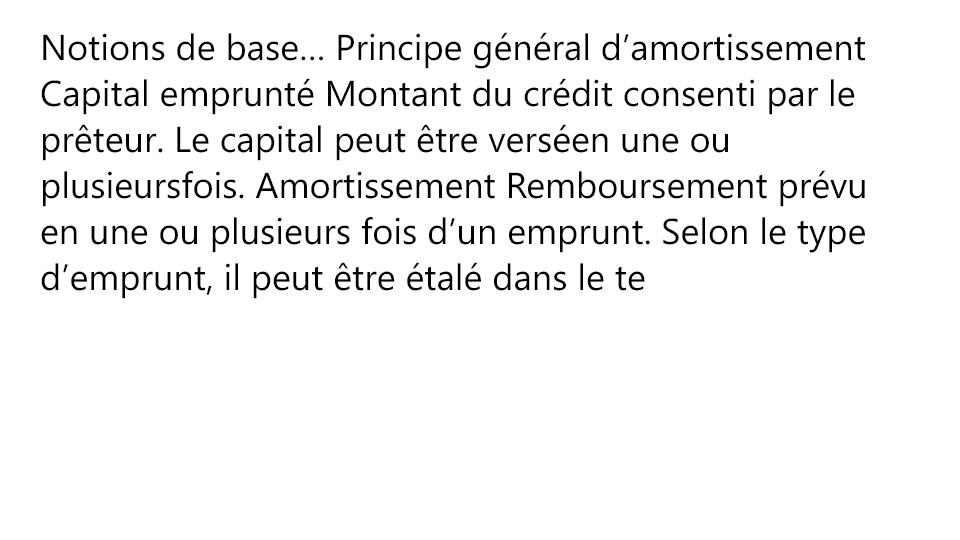 Notions de base… Principe général d’amortissement
Capital emprunté Montant du crédit consenti par le
prêteur. Le capital peut être verséen une ou
plusieursfois. Amortissement Remboursement prévu
en une ou plusieurs fois d’un emprunt. Selon le type
d’emprunt, il peut être étalé dans le te